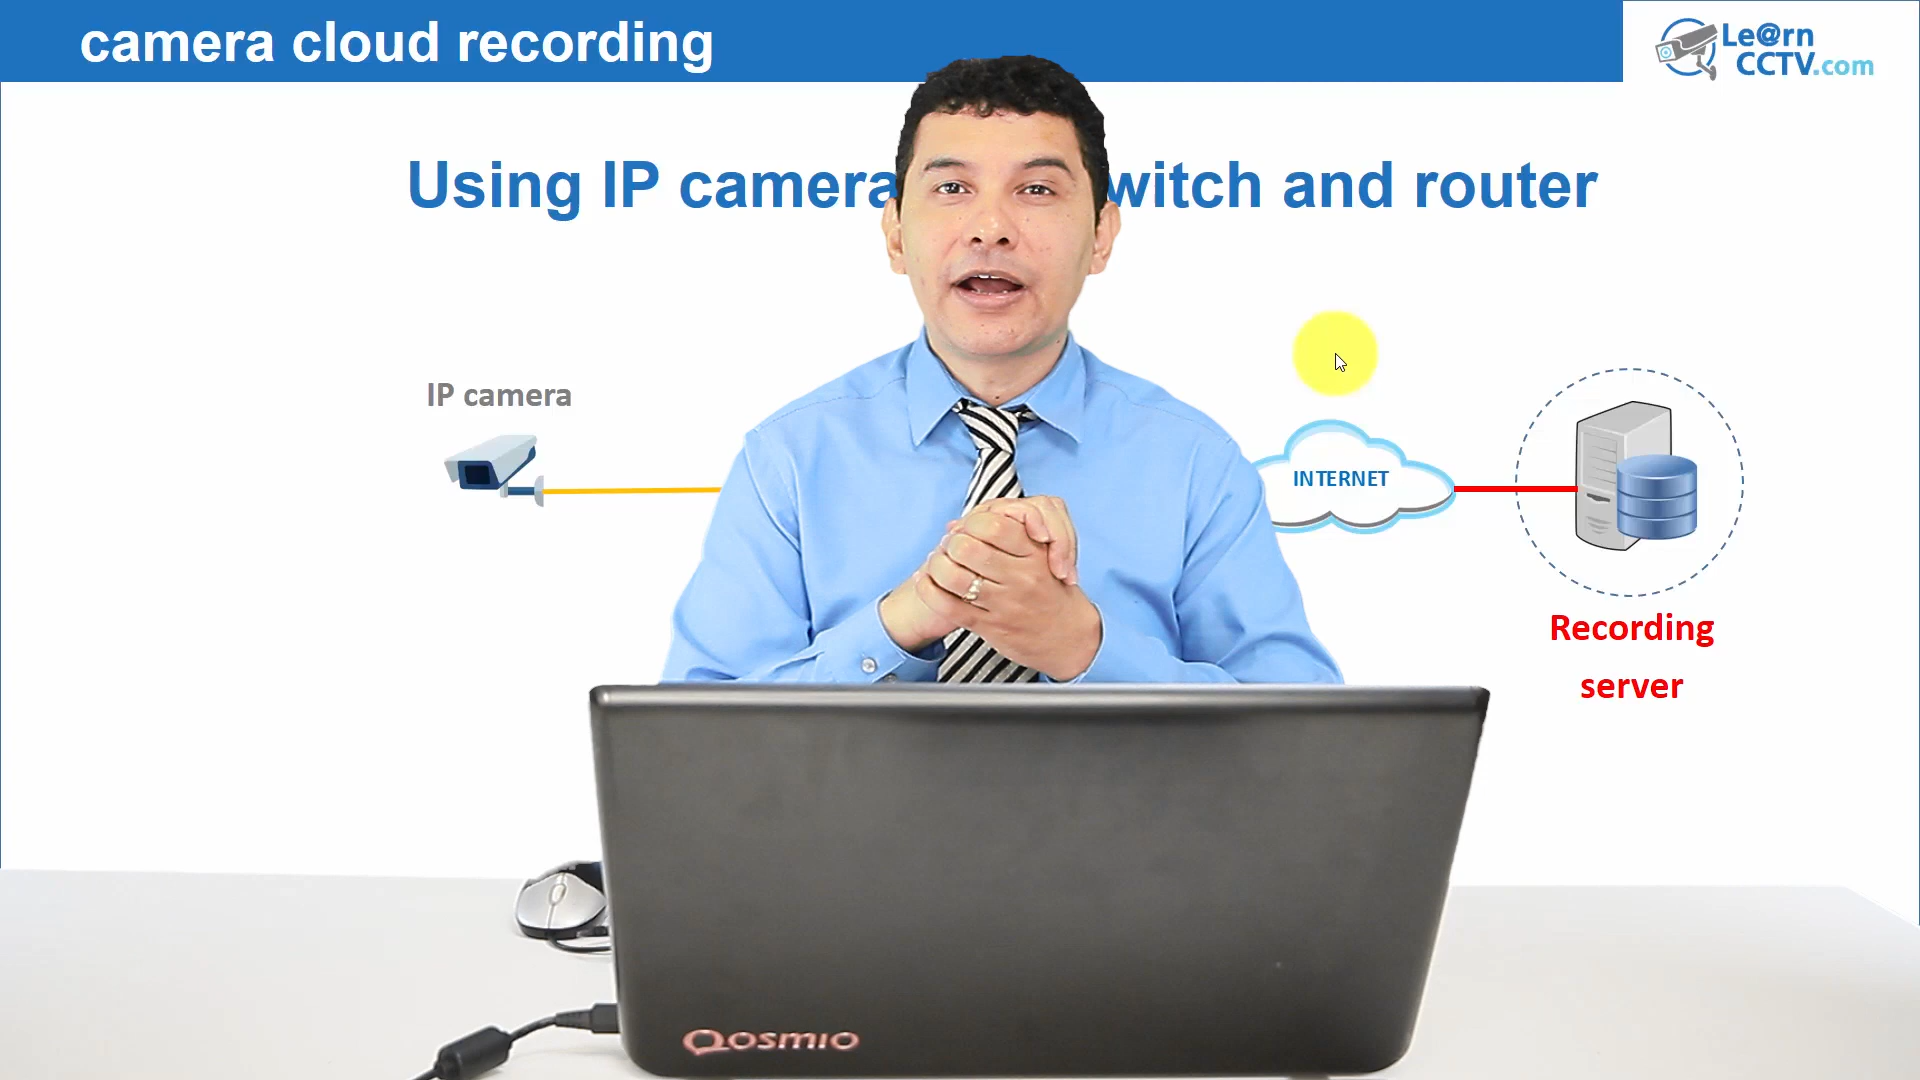 camera cloud recording
Le@rn
CCTV.com
Using IP camera witch and router
IP camera
INTERNET
Recording
server
Qosmio